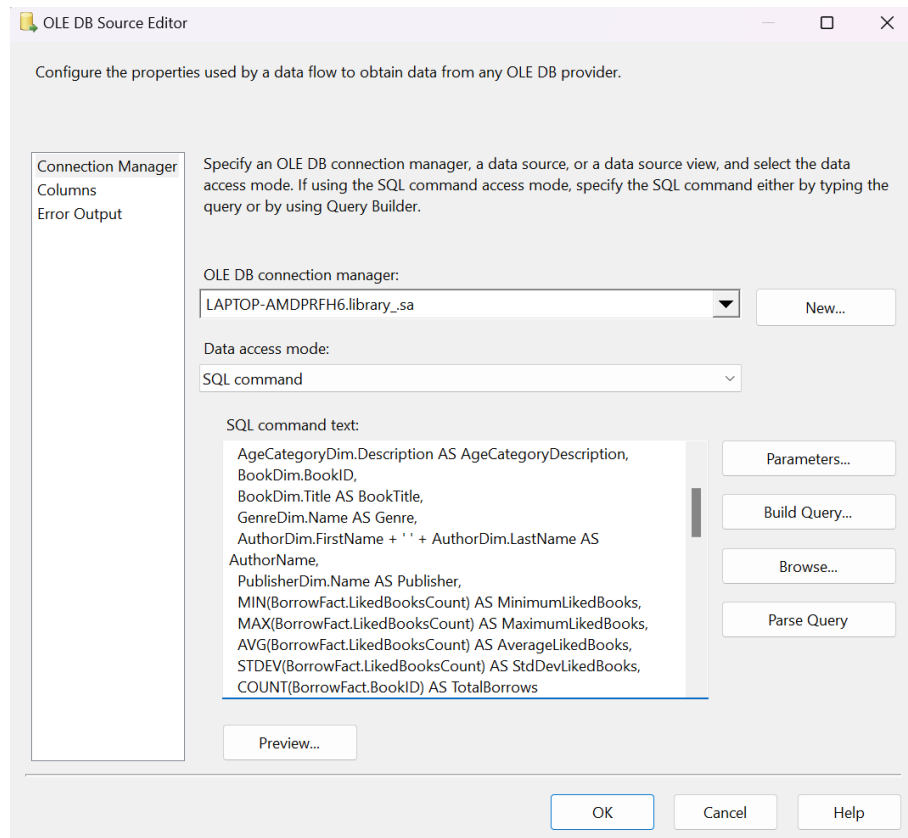 OLE DB Source Editor
Configure the properties used by a data flow to obtain data from any OLE DB provider.
Connection Manager
Columns
Error Output
Specify an OLE DB connection manager, a data source, or a data source view, and select the data
access mode. If using the SQL command access mode, specify the SQL command either by typing the
query or by using Query Builder.
OLE DB connection manager:
LAPTOP-AMDPRFH6.library_.sa
New...
Data access mode:
SQL command
SQL command text:
AgeCategoryDim.Description AS AgeCategoryDescription,
BookDim.BookID,
BookDim.Title AS BookTitle,
GenreDim.Name AS Genre,
AuthorDim.FirstName + ' ' + AuthorDim.LastName AS
AuthorName,
PublisherDim.Name AS Publisher,
MIN(BorrowFact.LikedBooksCount) AS MinimumLikedBooks,
MAX(BorrowFact.LikedBooksCount) AS MaximumLikedBooks,
AVG(BorrowFact.LikedBooksCount) AS AverageLikedBooks,
STDEV(BorrowFact.LikedBooksCount) AS StdDevLikedBooks,
COUNT(BorrowFact.BookID) AS TotalBorrows
Parameters...
Build Query...
Browse...
Parse Query
Preview...
OK
Cancel
Help